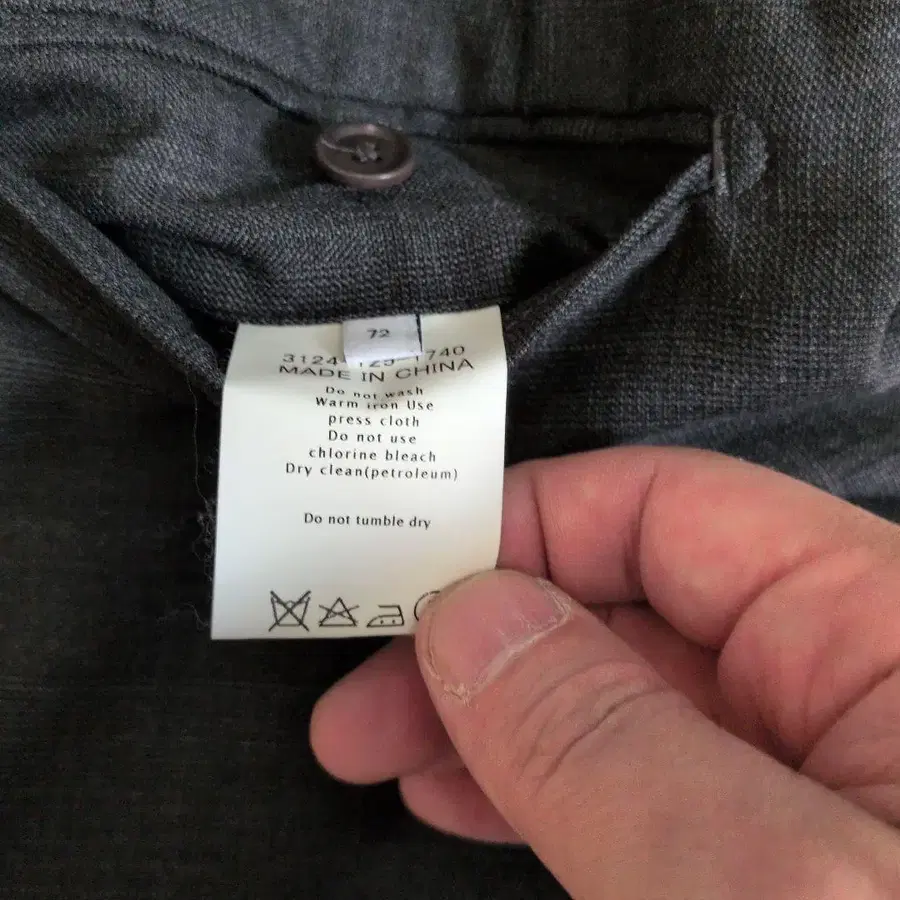 72
MADE IN CHINA
Do not wash
Warm iron Use
press cloth
Do not use
chlorine bleach
Dry clean(petroleum)
Do not tumble dry